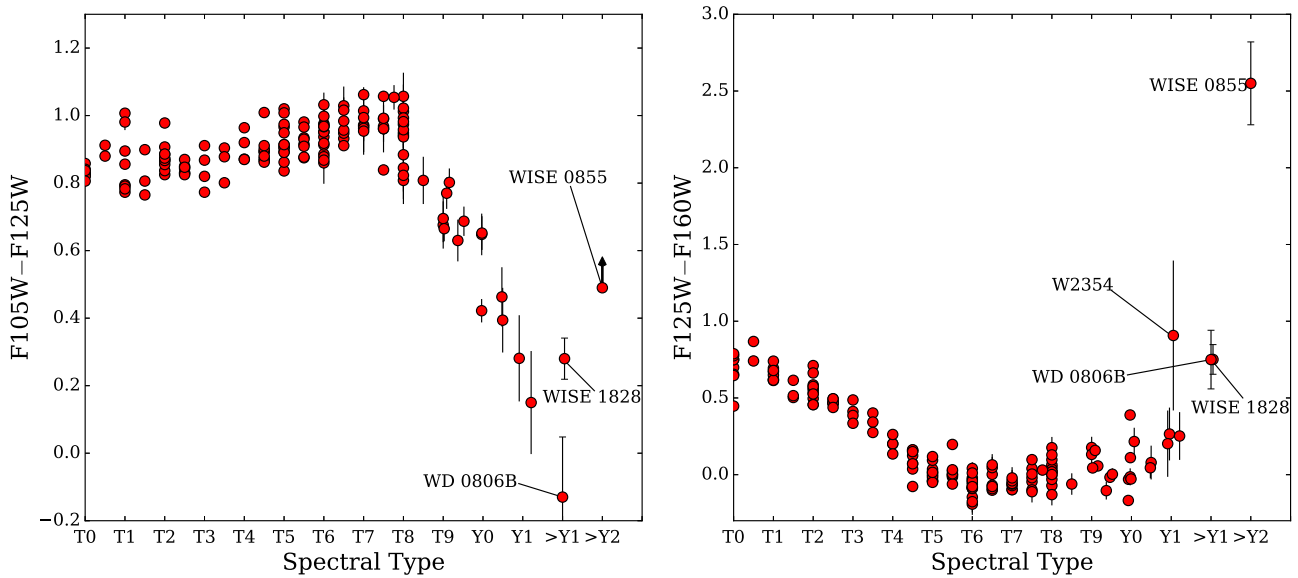 1.2
1.0
0.8
0.6
0.4
0.2
0.0
−0.2
F105W−F125W
WISE 0855
WISE 1828
WD 0806B
T0 T1 T2 T3 T4 T5 T6 T7 T8 T9 Y0 Y1 >Y1 >Y2
Spectral Type
3.0
2.5
2.0
1.5
1.0
0.5
0.0
F125W−F160W
WISE 0855
W2354
WD 0806B
WISE 1828
T0 T1 T2 T3 T4 T5 T6 T7 T8 T9 Y0 Y1 >Y1 >Y2
Spectral Type